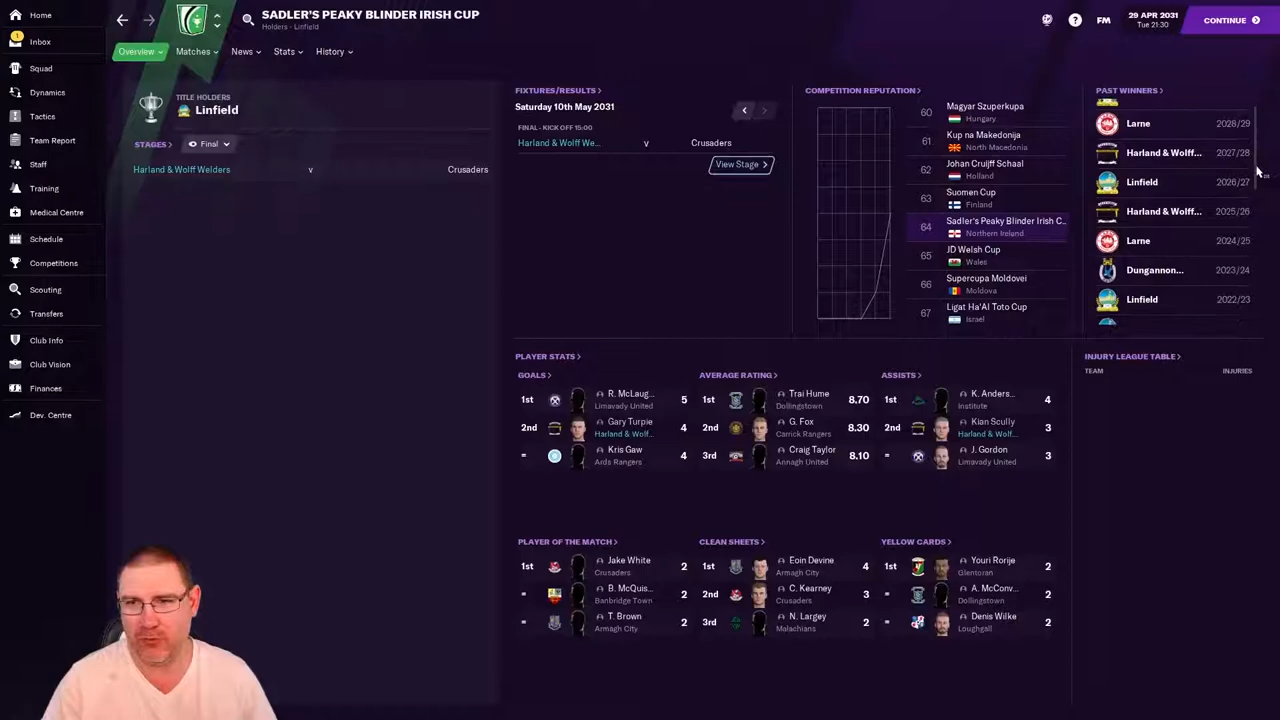 Home
Inbox
1
Squad
Dynamics
Tactics
Team Report
Staff
Training
Medical Centre
Schedule
Competitions
Scouting
Transfers
Club Info
Club Vision
Finances
Dev. Centre
SADLER'S PEAKY BLINDER IRISH CUP
Holders - Linfield
FM
29 APR 2031
Tue 21:30
CONTINUE
Overview
Matches
News
Stats
History
TITLE HOLDERS
Linfield
STAGES
Final
Harland & Wolff Welders v Crusaders
FIXTURES/RESULTS
Saturday 10th May 2031
FINAL - KICK OFF 15:00
Harland & Wolff We... v Crusaders
View Stage
COMPETITION REPUTATION
60 Magyar Szuperkupa
Hungary
61 Kup na Makedonija
North Macedonia
62 Johan Cruijff Schaal
Holland
63 Suomen Cup
Finland
64 Sadler's Peaky Blinder Irish C...
Northern Ireland
65 JD Welsh Cup
Wales
66 Supercupa Moldovei
Moldova
67 Ligat Ha'Al Toto Cup
Israel
PAST WINNERS
Larne 2028/29
Harland & Wolff... 2027/28
Linfield 2026/27
Harland & Wolff... 2025/26
Larne 2024/25
Dungannon... 2023/24
Linfield 2022/23
PLAYER STATS
GOALS
1st R. McLaug... 5
Limavady United
2nd Gary Turpie 4
Harland & Wolf...
= Kris Gaw 4
Ards Rangers
AVERAGE RATING
1st Trai Hume 8.70
Dollingstown
2nd G. Fox 8.30
Carrick Rangers
3rd Craig Taylor 8.10
Annagh United
ASSISTS
1st K. Anders... 4
Institute
2nd Kian Scully 3
Harland & Wolf...
= J. Gordon 3
Limavady United
INJURY LEAGUE TABLE
TEAM INJURIES
PLAYER OF THE MATCH
1st Jake White 2
Crusaders
= B. McQuis... 2
Banbridge Town
= T. Brown 2
Armagh City
CLEAN SHEETS
1st Eoin Devine 4
Armagh City
2nd C. Kearney 3
Crusaders
3rd N. Largey 2
Malachians
YELLOW CARDS
1st Youri Rorije 2
Glentoran
= A. McConv... 2
Dollingstown
= Denis Wilke 2
Loughgall